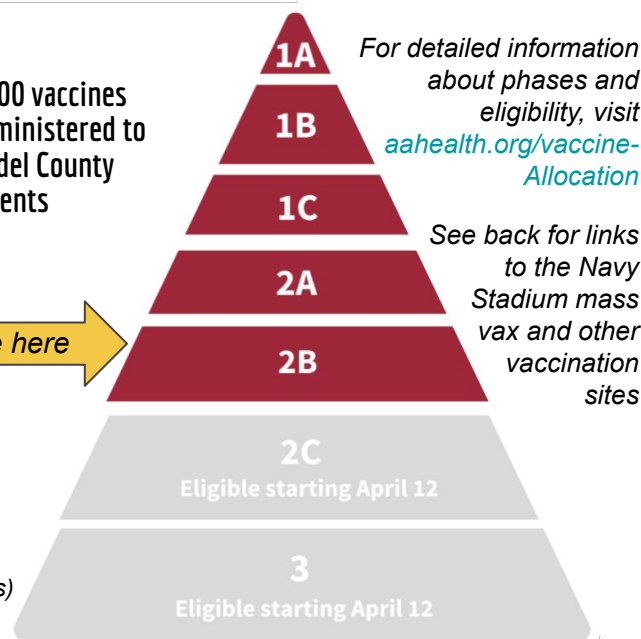 00 vaccines
ministered to
del County
ents
e here
s)
1A
1B
1C
2A
2B
2C
Eligible starting April 12
3
Eligible starting April 12
For detailed information
about phases and
eligibility, visit
aahealth.org/vaccine-
Allocation
See back for links
to the Navy
Stadium mass
vax and other
vaccination
sites